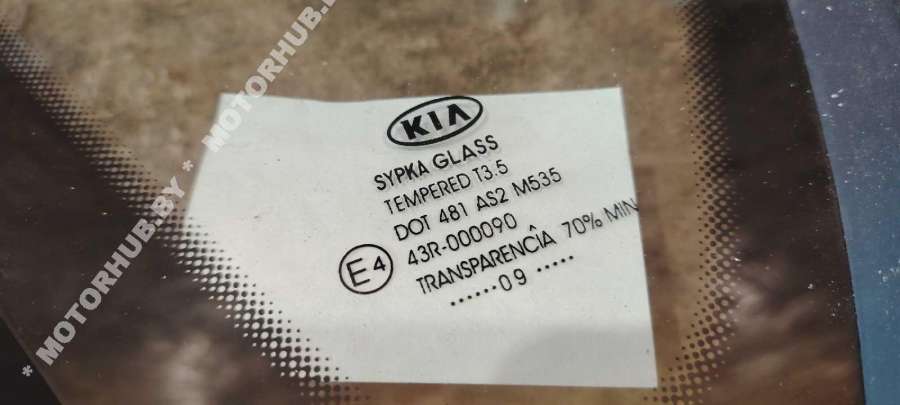 KIA
SYPKA GLASS
TEMPERED T3.5
DOT 481 AS2 M535
43R-000090
E4
TRANSPARENCÎA 70% MIN
......09 .....
* MOTORHUB.BY * MOTORHUB.BY